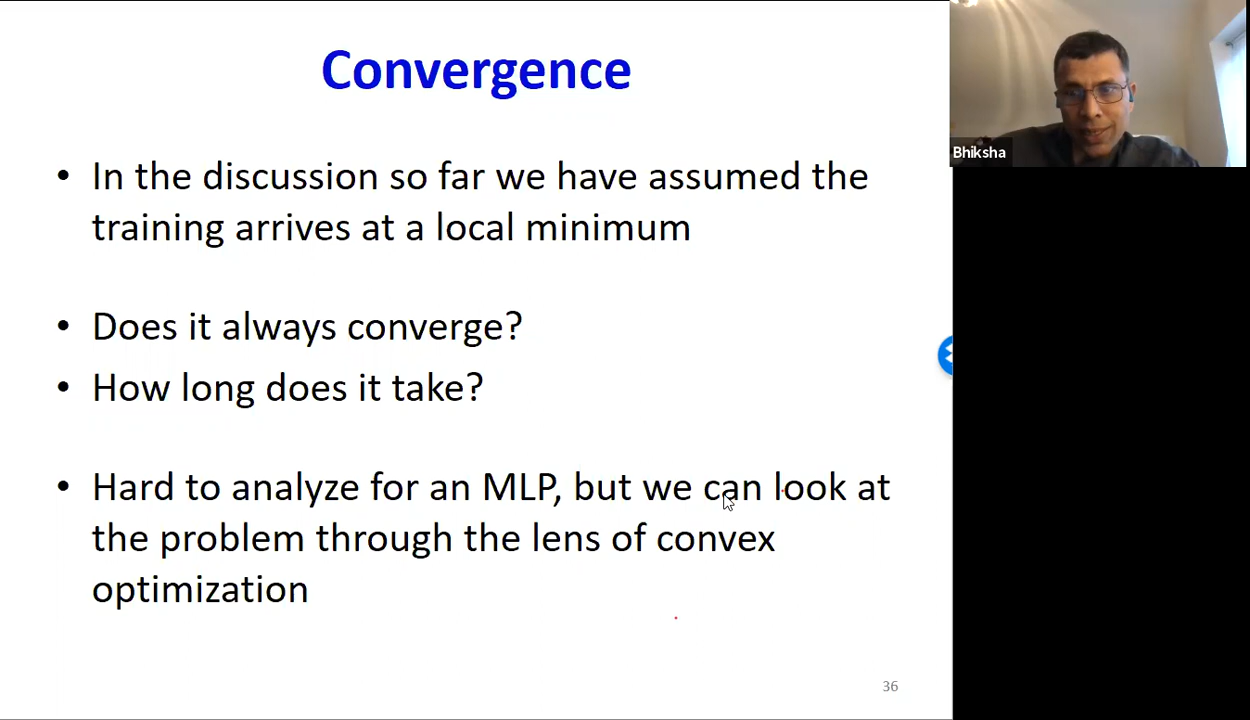 Convergence
• In the discussion so far we have assumed the
training arrives at a local minimum
• Does it always converge?
• How long does it take?
• Hard to analyze for an MLP, but we can look at
the problem through the lens of convex
optimization
36
Bhiksha